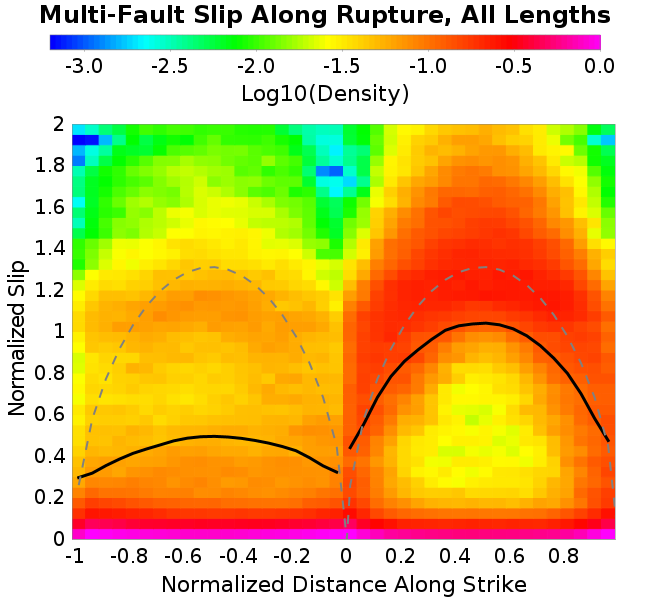 Multi-Fault Slip Along Rupture, All Lengths
-3.0 -2.5 -2.0 -1.5 -1.0 -0.5 0.0
Log10(Density)
2
1.8
1.6
1.4
1.2
1
0.8
0.6
0.4
0.2
0
Normalized Slip
-1 -0.8 -0.6 -0.4 -0.2 0 0.2 0.4 0.6 0.8
Normalized Distance Along Strike